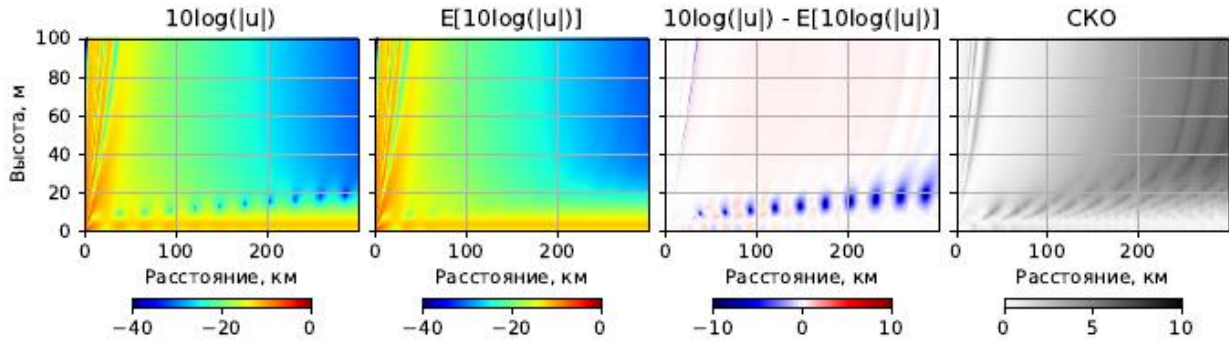 10log(|u|) E[10log(|u|)] 10log(|u|) - E[10log(|u|)] СКО
100
80
60
40
20
0
Высота, м
0 100 200 0 100 200 0 100 200 0 100 200
Расстояние, км Расстояние, км Расстояние, км Расстояние, км
−40 −20 0 −40 −20 0 −10 0 10 0 5 10